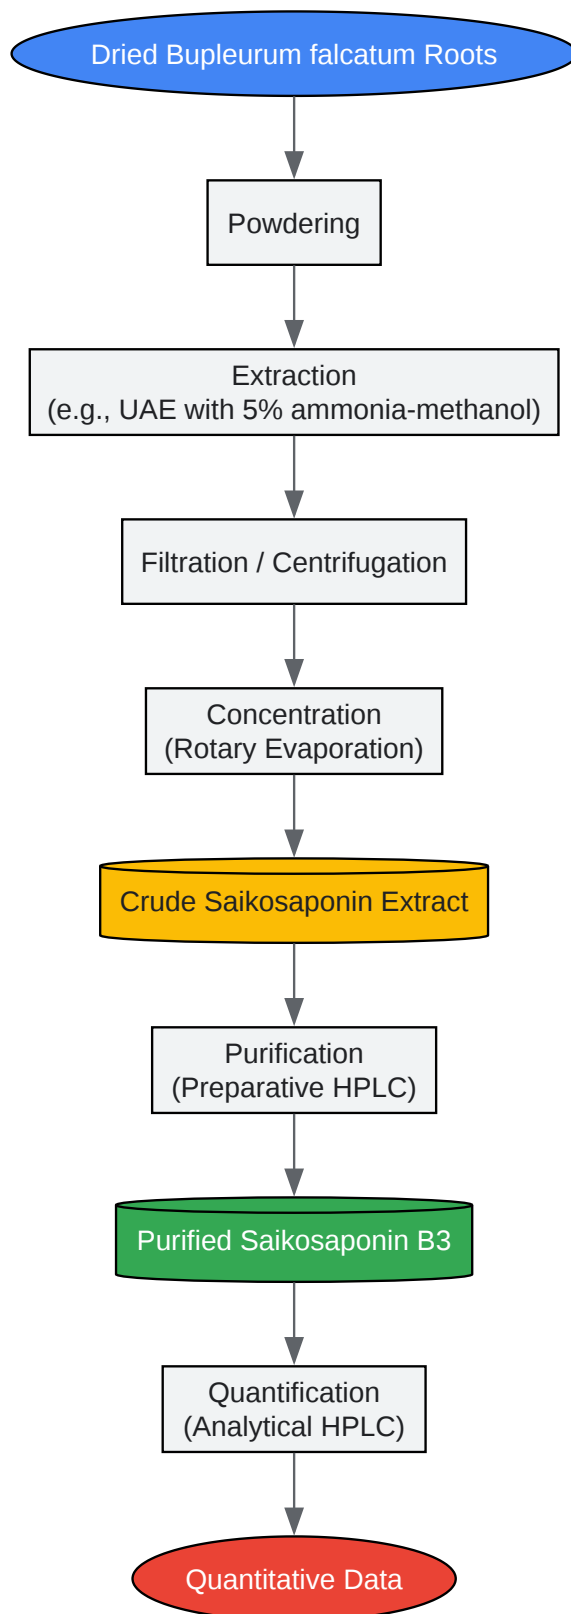 Dried Bupleurum falcatum Roots
Powdering
Extraction
(e.g., UAE with 5% ammonia-methanol)
Filtration / Centrifugation
Concentration
(Rotary Evaporation)
Crude Saikosaponin Extract
Purification
(Preparative HPLC)
Purified Saikosaponin B3
Quantification
(Analytical HPLC)
Quantitative Data